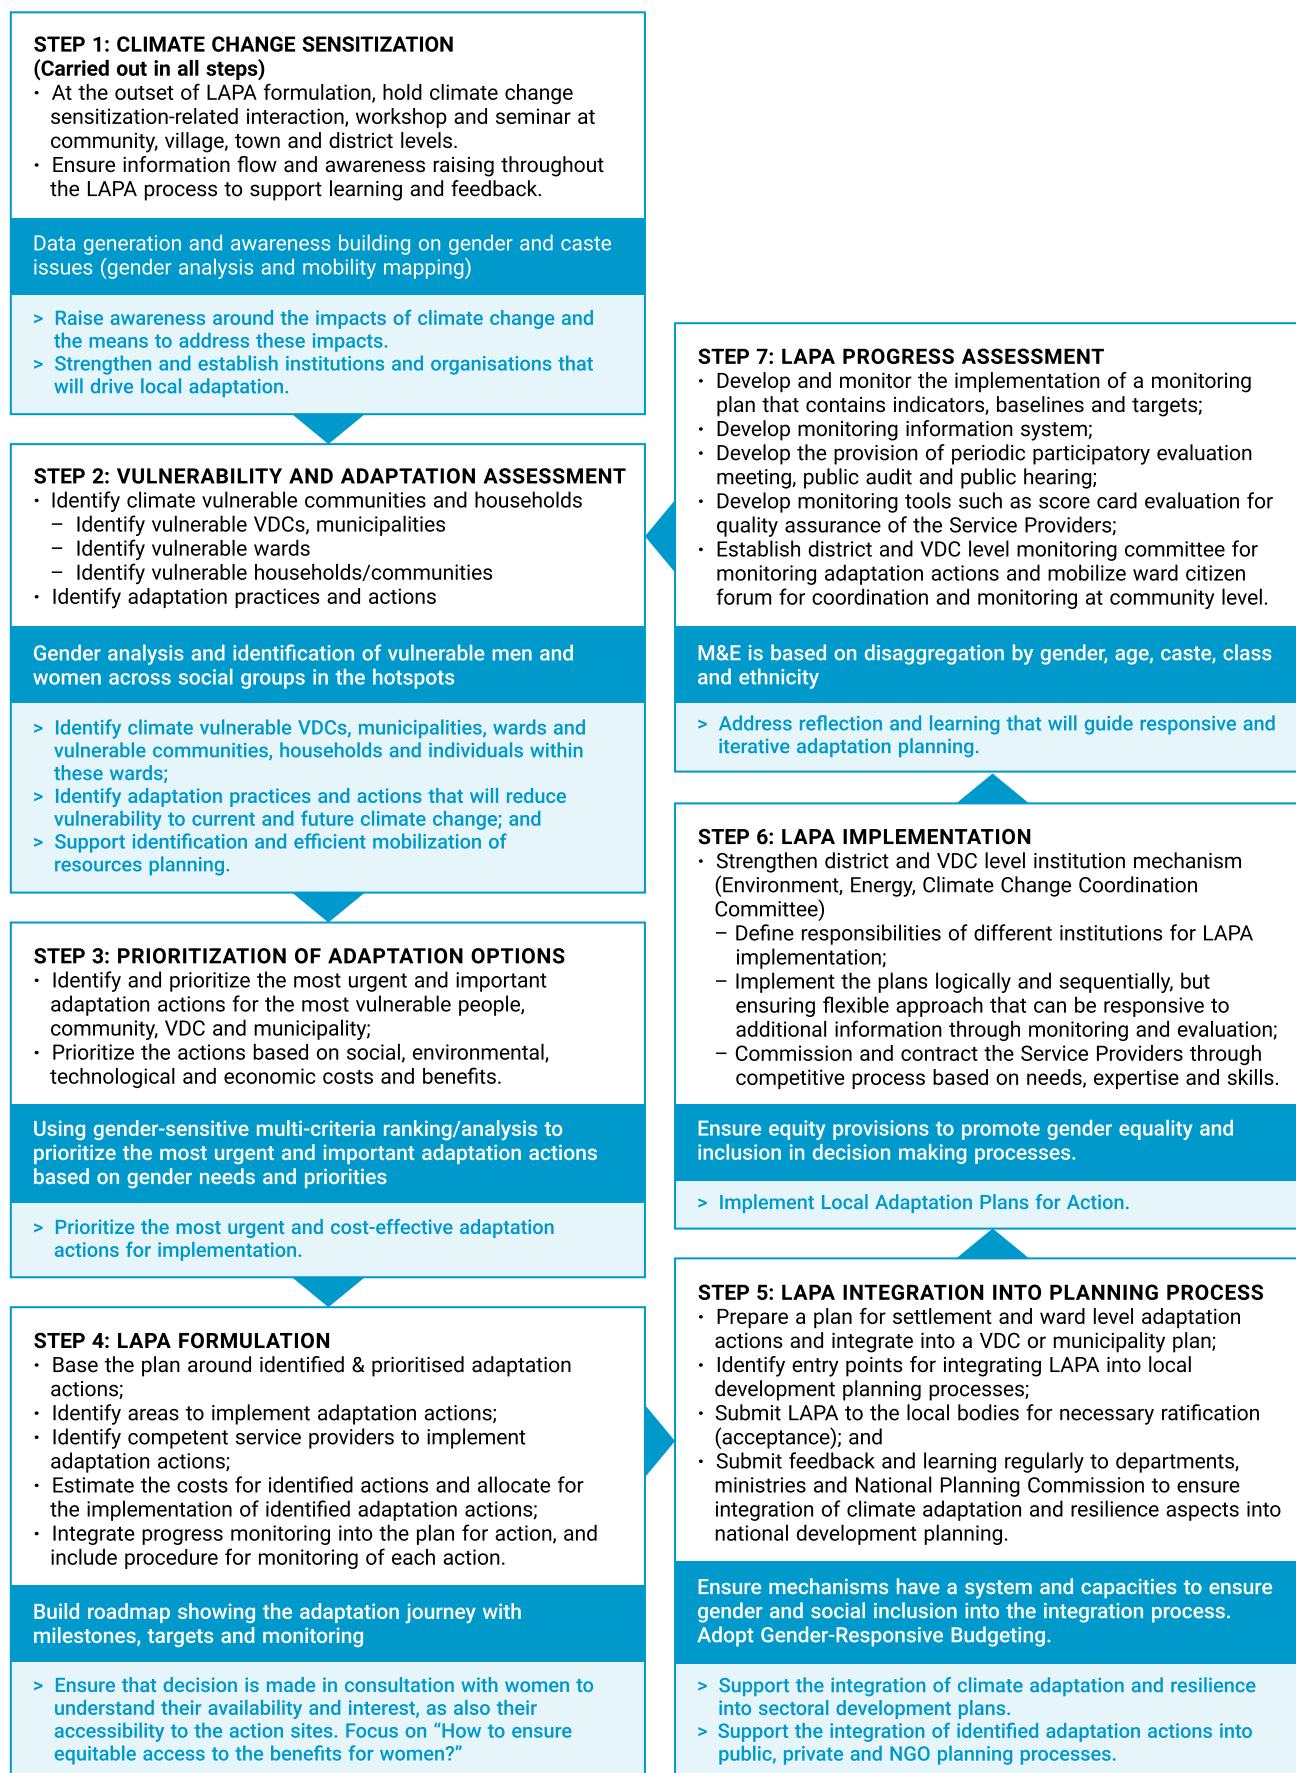 STEP 1: CLIMATE CHANGE SENSITIZATION
(Carried out in all steps)
· At the outset of LAPA formulation, hold climate change
sensitization-related interaction, workshop and seminar at
community, village, town and district levels.
· Ensure information flow and awareness raising throughout
the LAPA process to support learning and feedback.
Data generation and awareness building on gender and caste
issues (gender analysis and mobility mapping)
> Raise awareness around the impacts of climate change and
the means to address these impacts.
> Strengthen and establish institutions and organisations that
will drive local adaptation.
STEP 2: VULNERABILITY AND ADAPTATION ASSESSMENT
· Identify climate vulnerable communities and households
– Identify vulnerable VDCs, municipalities
– Identify vulnerable wards
– Identify vulnerable households/communities
· Identify adaptation practices and actions
Gender analysis and identification of vulnerable men and
women across social groups in the hotspots
> Identify climate vulnerable VDCs, municipalities, wards and
vulnerable communities, households and individuals within
these wards;
> Identify adaptation practices and actions that will reduce
vulnerability to current and future climate change; and
> Support identification and efficient mobilization of
resources planning.
STEP 3: PRIORITIZATION OF ADAPTATION OPTIONS
· Identify and prioritize the most urgent and important
adaptation actions for the most vulnerable people,
community, VDC and municipality;
· Prioritize the actions based on social, environmental,
technological and economic costs and benefits.
Using gender-sensitive multi-criteria ranking/analysis to
prioritize the most urgent and important adaptation actions
based on gender needs and priorities
> Prioritize the most urgent and cost-effective adaptation
actions for implementation.
STEP 4: LAPA FORMULATION
· Base the plan around identified & prioritised adaptation
actions;
· Identify areas to implement adaptation actions;
· Identify competent service providers to implement
adaptation actions;
· Estimate the costs for identified actions and allocate for
the implementation of identified adaptation actions;
· Integrate progress monitoring into the plan for action, and
include procedure for monitoring of each action.
Build roadmap showing the adaptation journey with
milestones, targets and monitoring
> Ensure that decision is made in consultation with women to
understand their availability and interest, as also their
accessibility to the action sites. Focus on “How to ensure
equitable access to the benefits for women?”
STEP 5: LAPA INTEGRATION INTO PLANNING PROCESS
· Prepare a plan for settlement and ward level adaptation
actions and integrate into a VDC or municipality plan;
· Identify entry points for integrating LAPA into local
development planning processes;
· Submit LAPA to the local bodies for necessary ratification
(acceptance); and
· Submit feedback and learning regularly to departments,
ministries and National Planning Commission to ensure
integration of climate adaptation and resilience aspects into
national development planning.
Ensure mechanisms have a system and capacities to ensure
gender and social inclusion into the integration process.
Adopt Gender-Responsive Budgeting.
> Support the integration of climate adaptation and resilience
into sectoral development plans.
> Support the integration of identified adaptation actions into
public, private and NGO planning processes.
STEP 6: LAPA IMPLEMENTATION
· Strengthen district and VDC level institution mechanism
(Environment, Energy, Climate Change Coordination
Committee)
– Define responsibilities of different institutions for LAPA
implementation;
– Implement the plans logically and sequentially, but
ensuring flexible approach that can be responsive to
additional information through monitoring and evaluation;
– Commission and contract the Service Providers through
competitive process based on needs, expertise and skills.
Ensure equity provisions to promote gender equality and
inclusion in decision making processes.
> Implement Local Adaptation Plans for Action.
STEP 7: LAPA PROGRESS ASSESSMENT
· Develop and monitor the implementation of a monitoring
plan that contains indicators, baselines and targets;
· Develop monitoring information system;
· Develop the provision of periodic participatory evaluation
meeting, public audit and public hearing;
· Develop monitoring tools such as score card evaluation for
quality assurance of the Service Providers;
· Establish district and VDC level monitoring committee for
monitoring adaptation actions and mobilize ward citizen
forum for coordination and monitoring at community level.
M&E is based on disaggregation by gender, age, caste, class
and ethnicity
> Address reflection and learning that will guide responsive and
iterative adaptation planning.